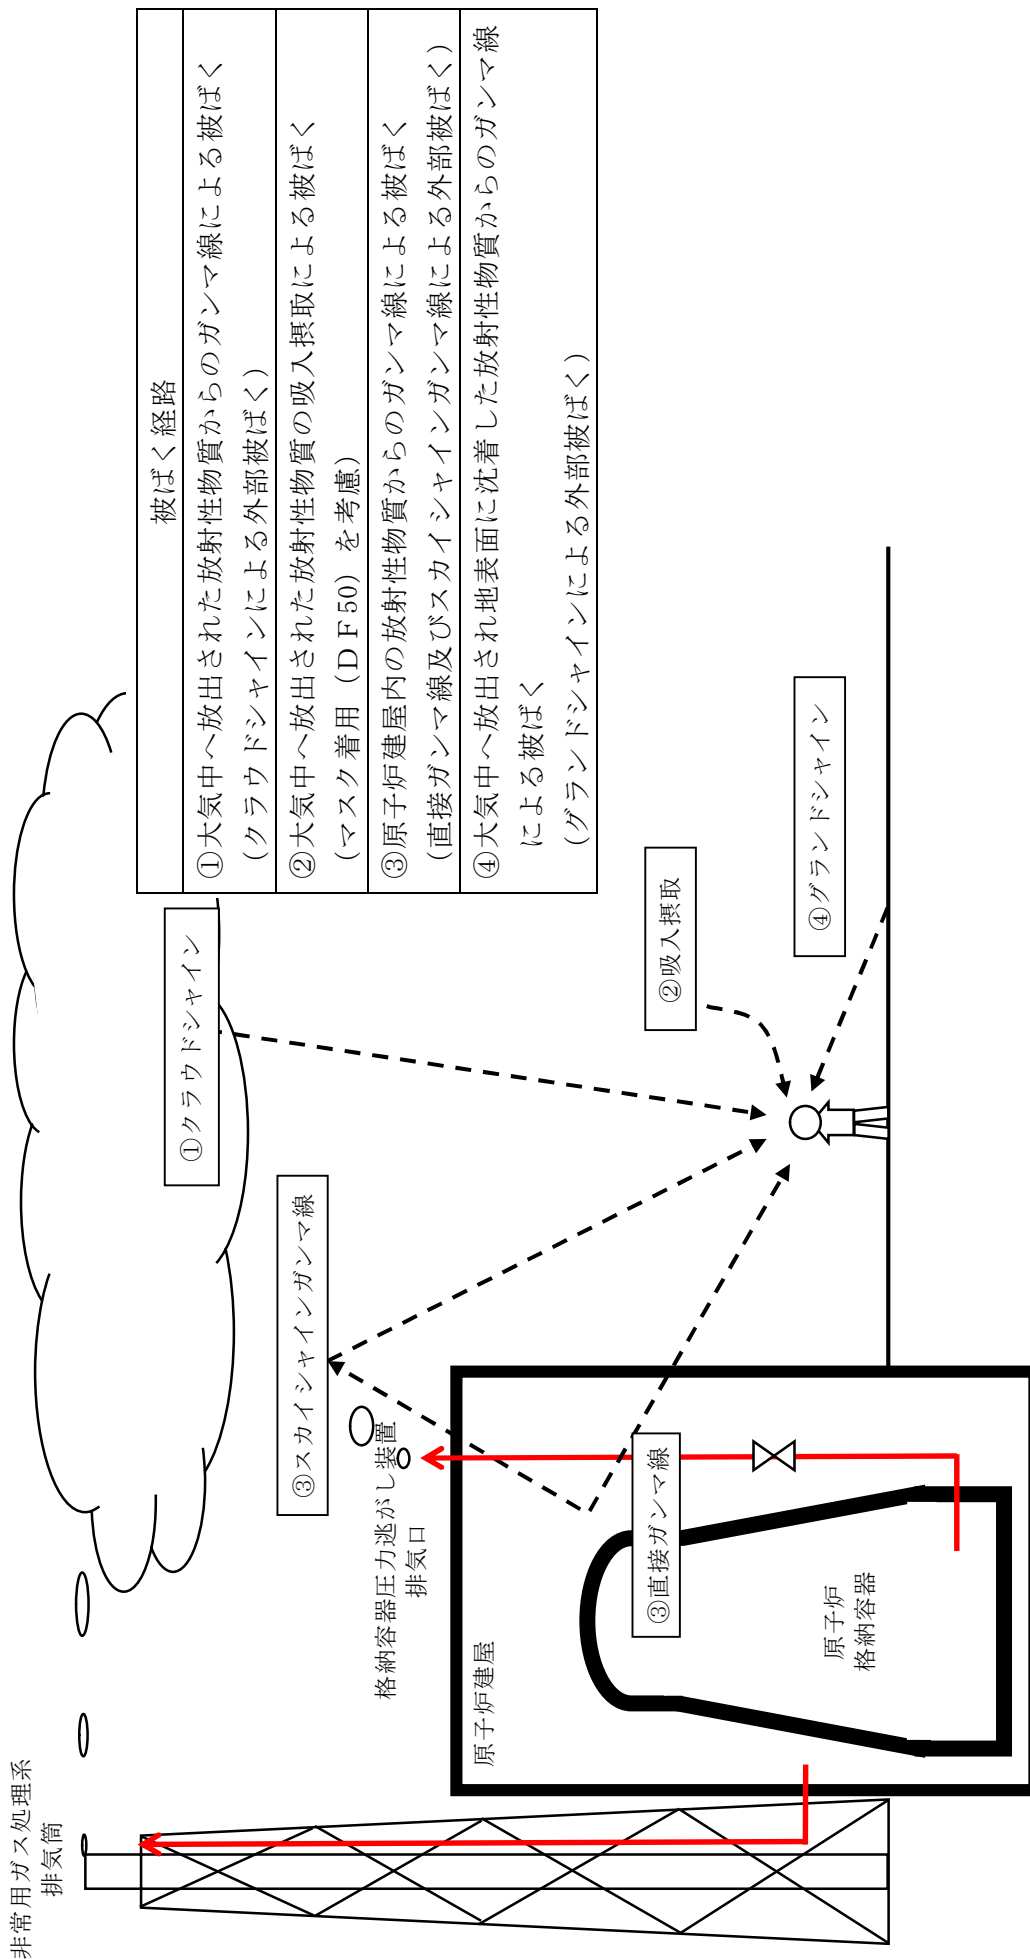 非常用ガス処理系
排気筒
原子炉建屋
原子炉
格納容器
格納容器圧力逃がし装置
排気口
③直接ガンマ線
③スカイシャインガンマ線
①クラウドシャイン
②吸入摂取
④グランドシャイン
被ばく経路
①大気中へ放出された放射性物質からのガンマ線による被ばく
(クラウドシャインによる外部被ばく)
②大気中へ放出された放射性物質の吸入摂取による被ばく
(マスク着用（ＤＦ50）を考慮)
③原子炉建屋内の放射性物質からのガンマ線による被ばく
(直接ガンマ線及びスカイシャインガンマ線による外部被ばく)
④大気中へ放出され地表面に沈着した放射性物質からのガンマ線
による被ばく
(グランドシャインによる外部被ばく)